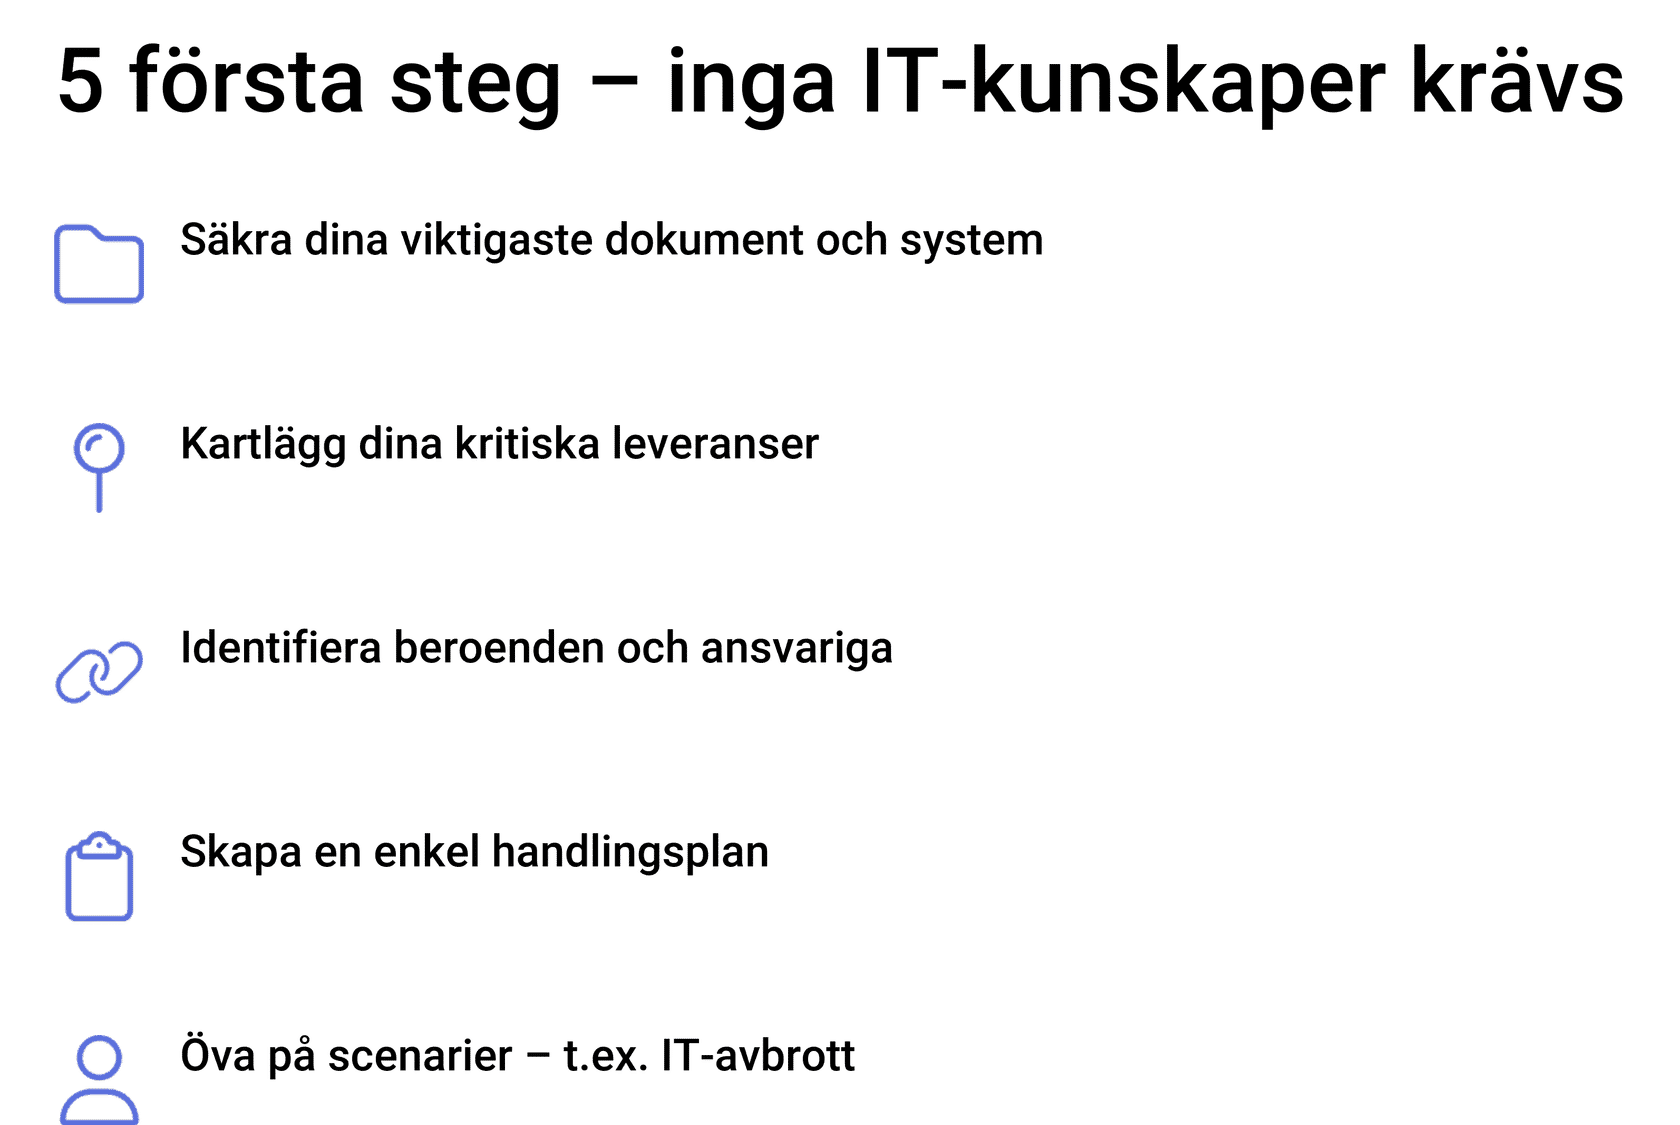 5 första steg – inga IT-kunskaper krävs
Säkra dina viktigaste dokument och system
Kartlägg dina kritiska leveranser
Identifiera beroenden och ansvariga
Skapa en enkel handlingsplan
Öva på scenarier – t.ex. IT-avbrott